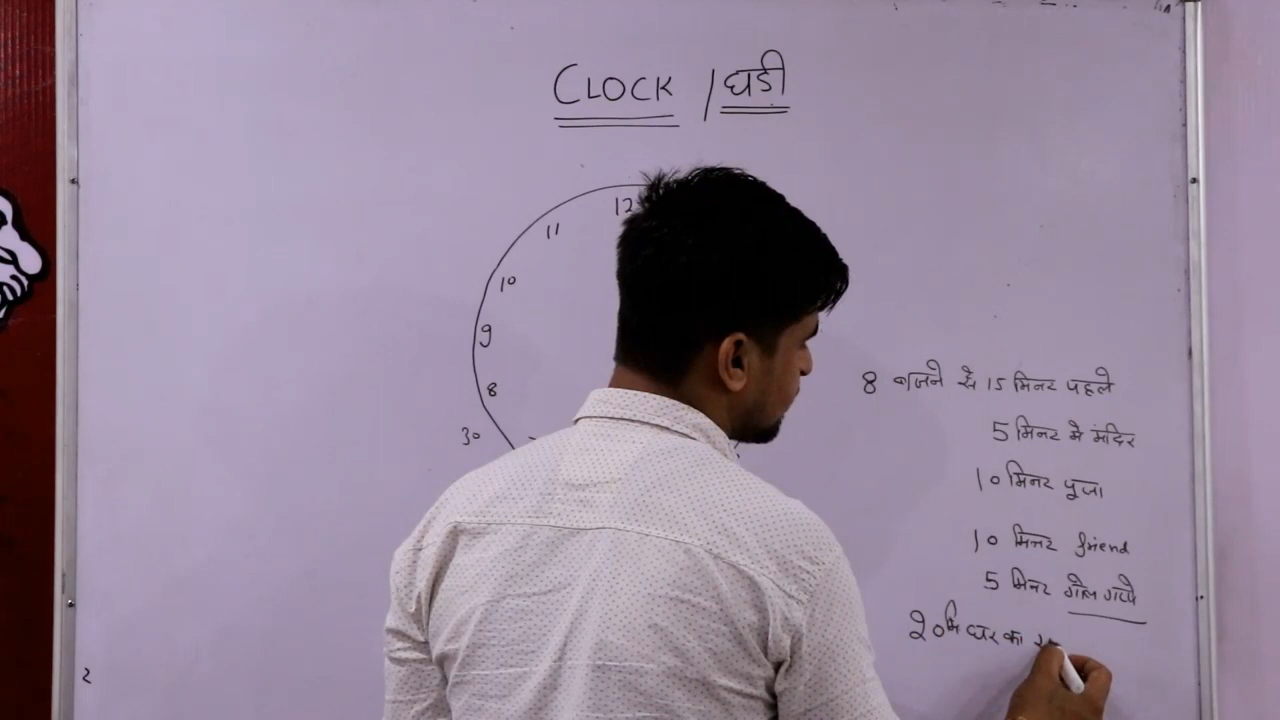 CLOCK / घडी
12
11
10
9
8
30
8 बजने से 15 मिनट पहले
5 मिनट मे मंदिर
10 मिनट पूजा
10 मिनट friend
5 मिनट गोल गप्पे
20 मि घर का
2